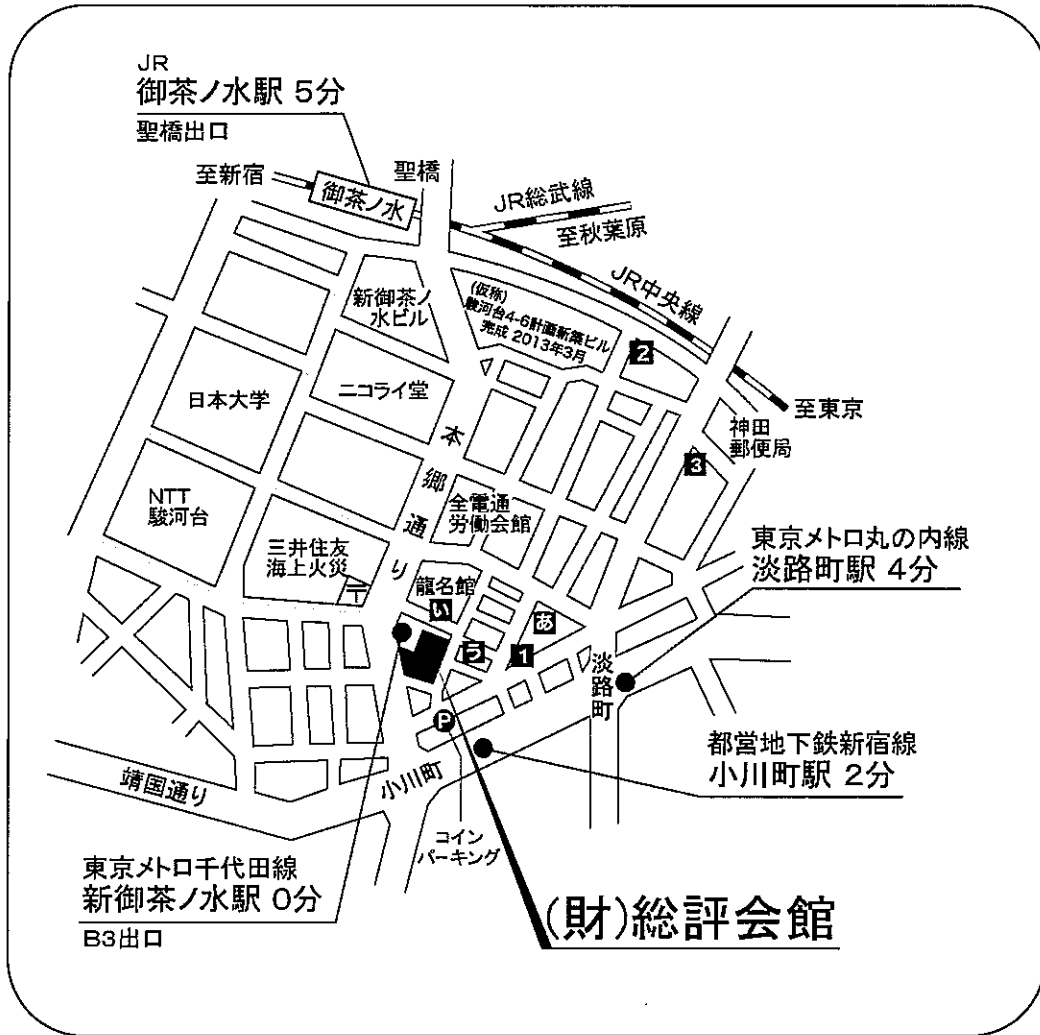 JR
御茶ノ水駅 5分
聖橋出口
至新宿
御茶ノ水
聖橋
JR総武線
至秋葉原
JR中央線
新御茶ノ
水ビル
(仮称)
駿河台4-6計画新築ビル
完成 2013年3月
2
日本大学
ニコライ堂
至東京
神田
郵便局
3
本郷通り
NTT
駿河台
全電通
労働会館
三井住友
海上火災
〒
龍名館
い
あ
う
1
東京メトロ丸の内線
淡路町駅 4分
淡路町
P
都営地下鉄新宿線
小川町駅 2分
靖国通り
小川町
コイン
パーキング
東京メトロ千代田線
新御茶ノ水駅 0分
B3出口
(財)総評会館